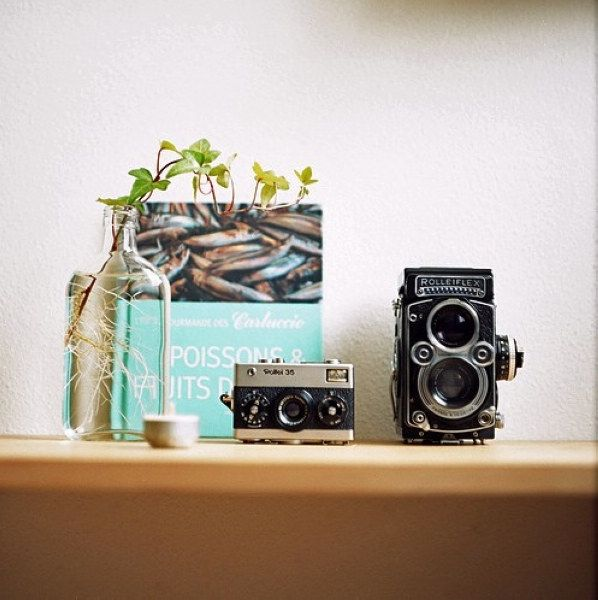 GOURMANDE DES Carluccio
POISSONS &
FRUITS D
Rollei 35
ROLLEIFLEX